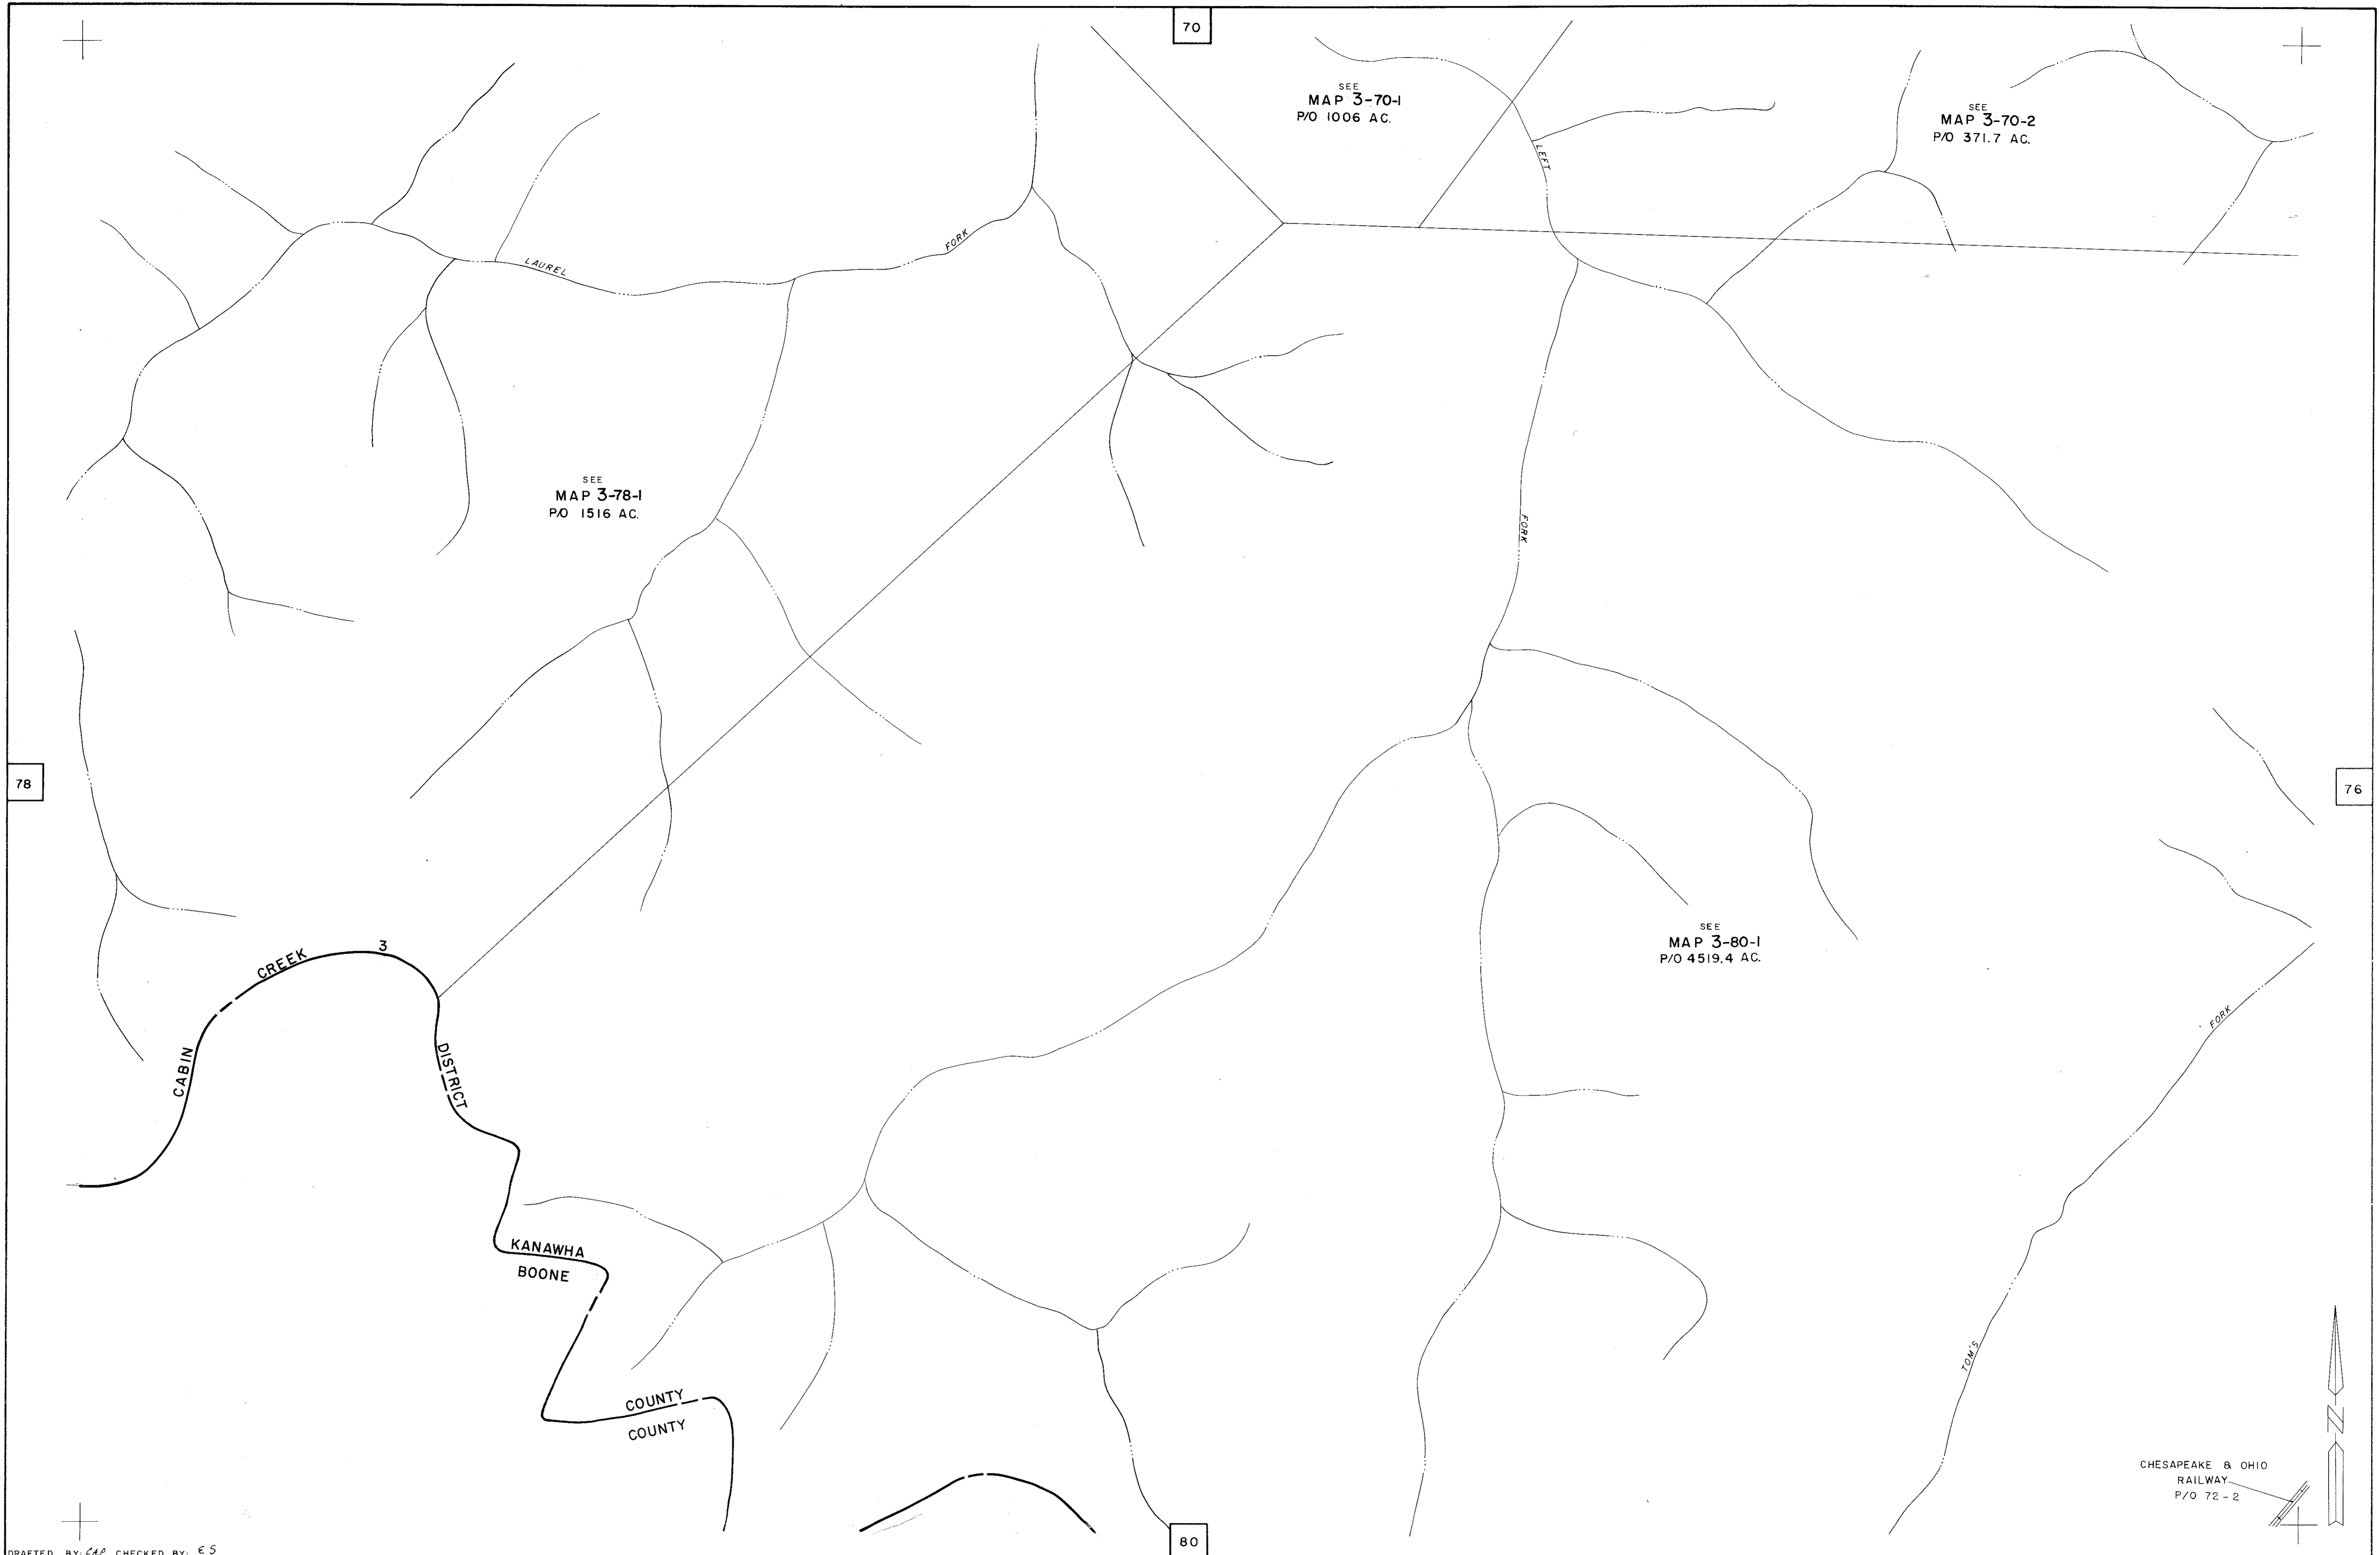 70
SEE
MAP 3-70-1
P/O 1006 AC.
SEE
MAP 3-70-2
P/O 371.7 AC.
LEFT
FORK
LAUREL
SEE
MAP 3-78-1
P/O 1516 AC.
FORK
78
76
SEE
MAP 3-80-1
P/O 4519.4 AC.
CREEK
3
CABIN
DISTRICT
FORK
KANAWHA
BOONE
TOM'S
COUNTY
COUNTY
N
CHESAPEAKE & OHIO
RAILWAY
P/O 72-2
80
DRAFTED BY: CAP CHECKED BY: ES